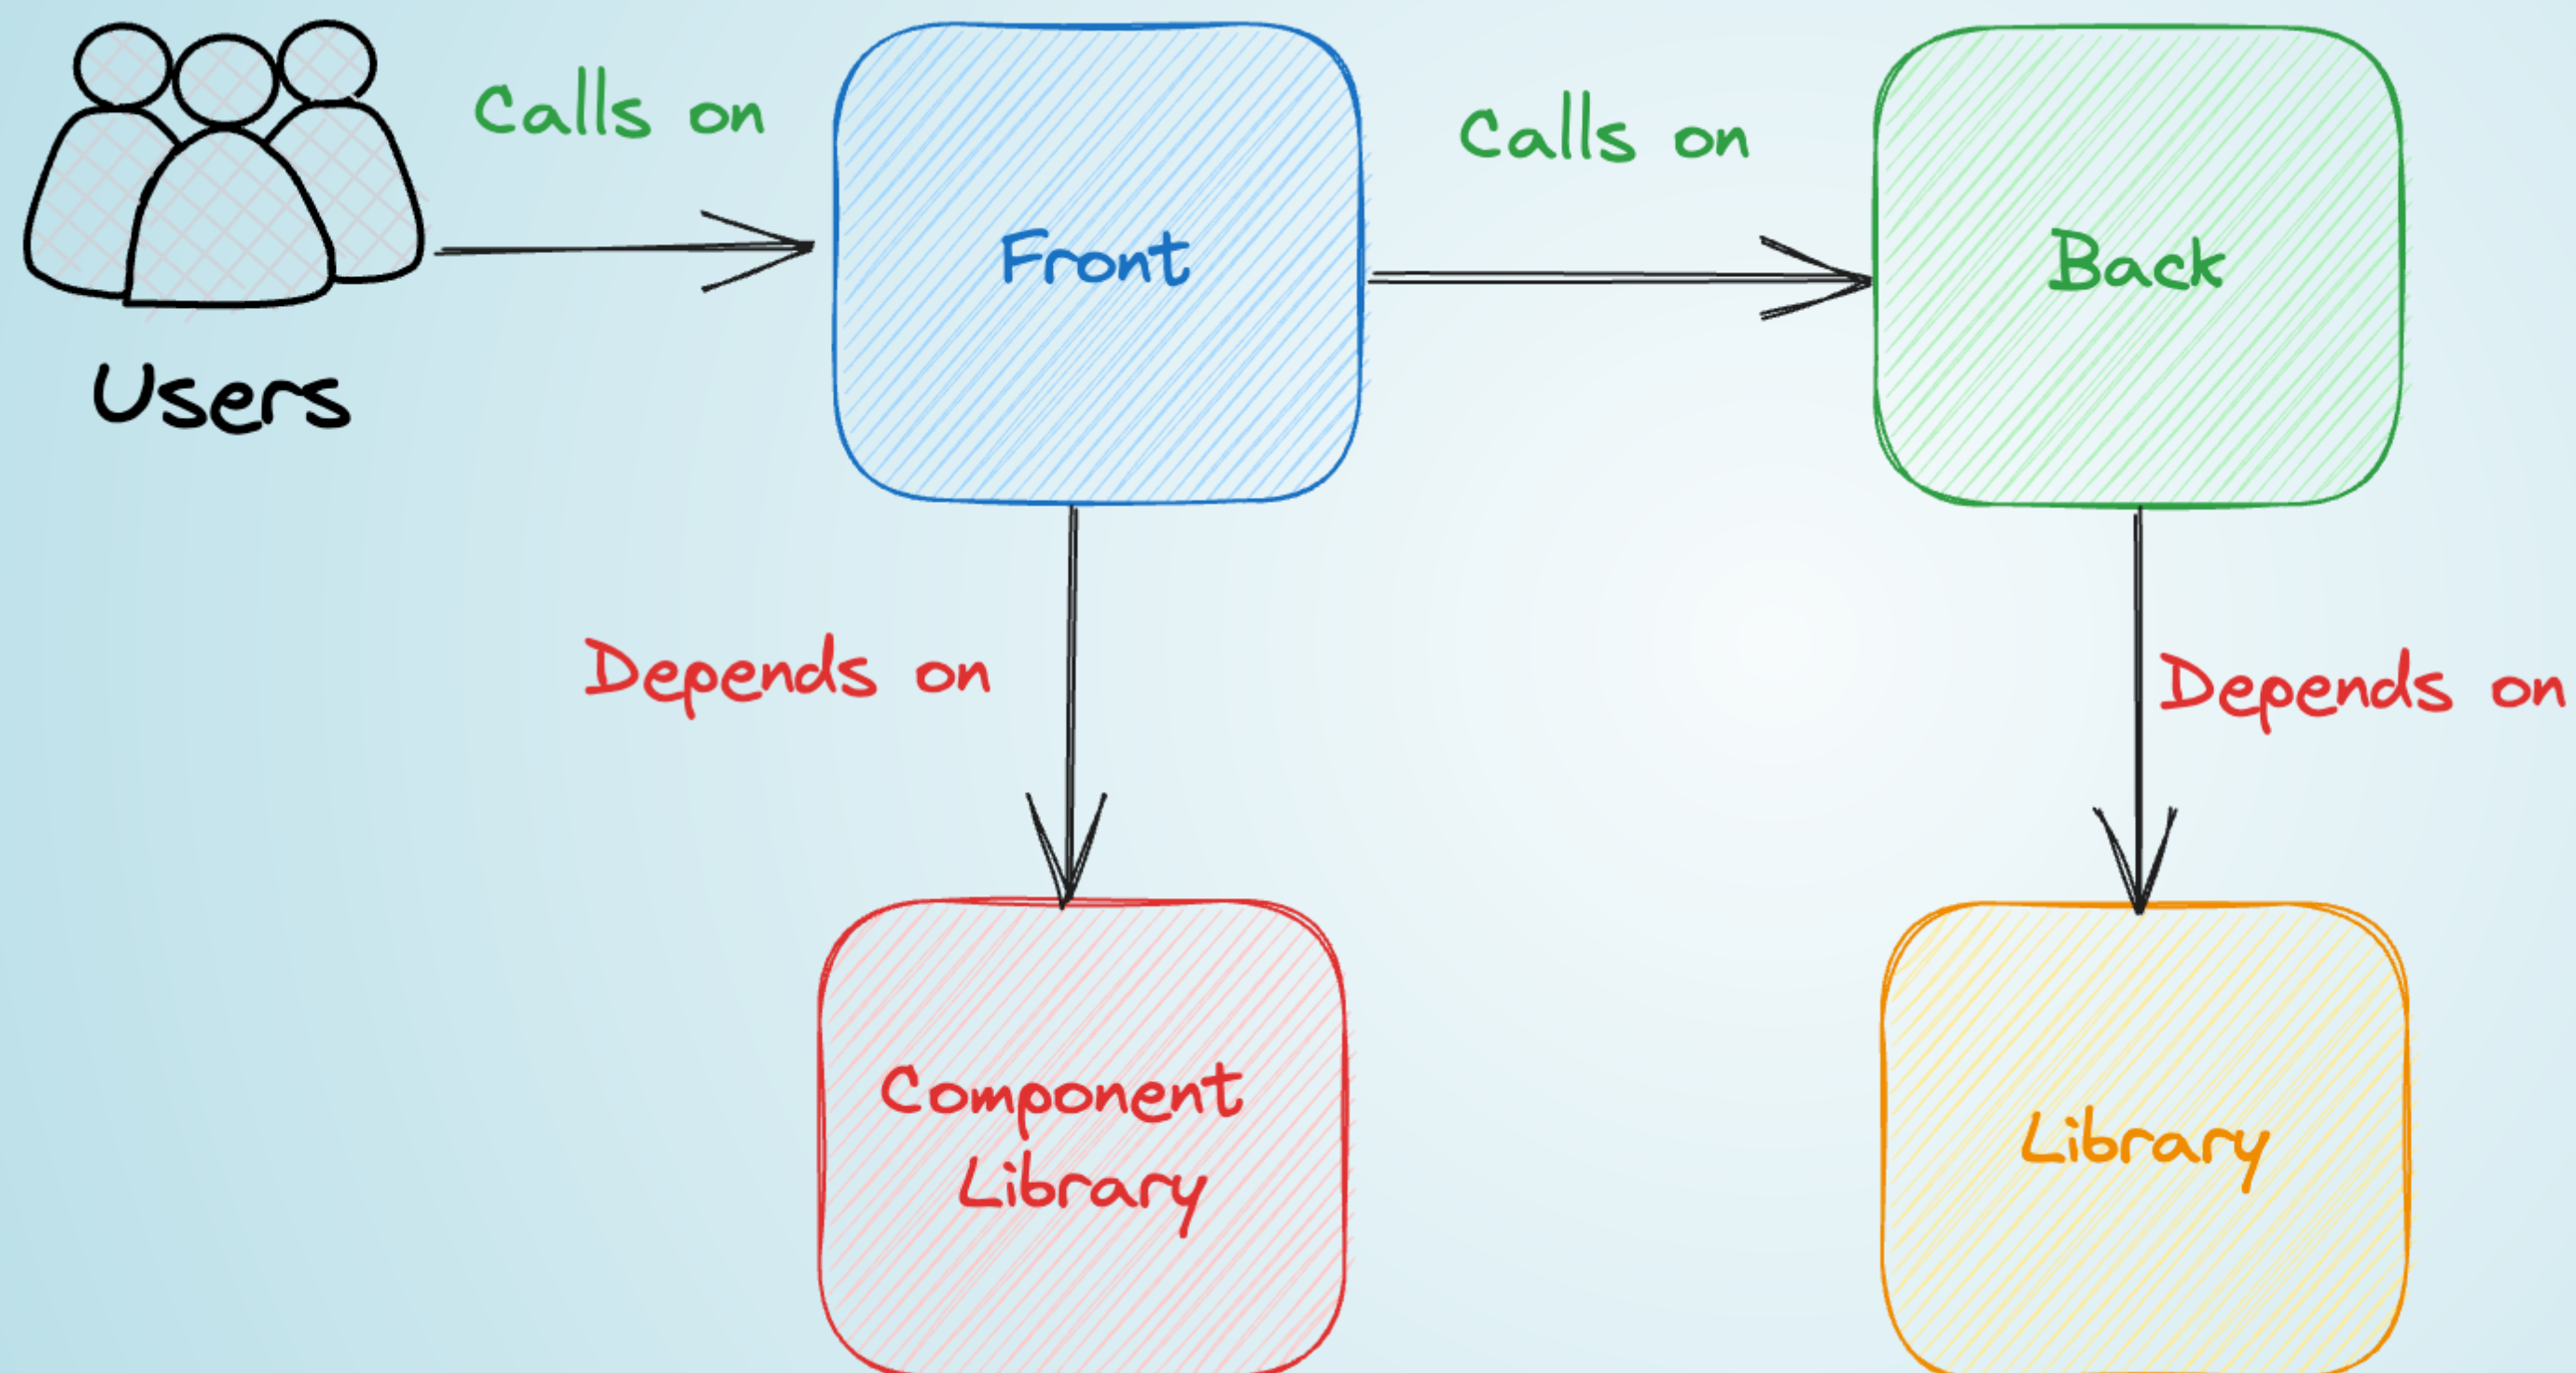 Calls on
Calls on
Front
Back
Users
Depends on
Depends on
Component
Library
Library